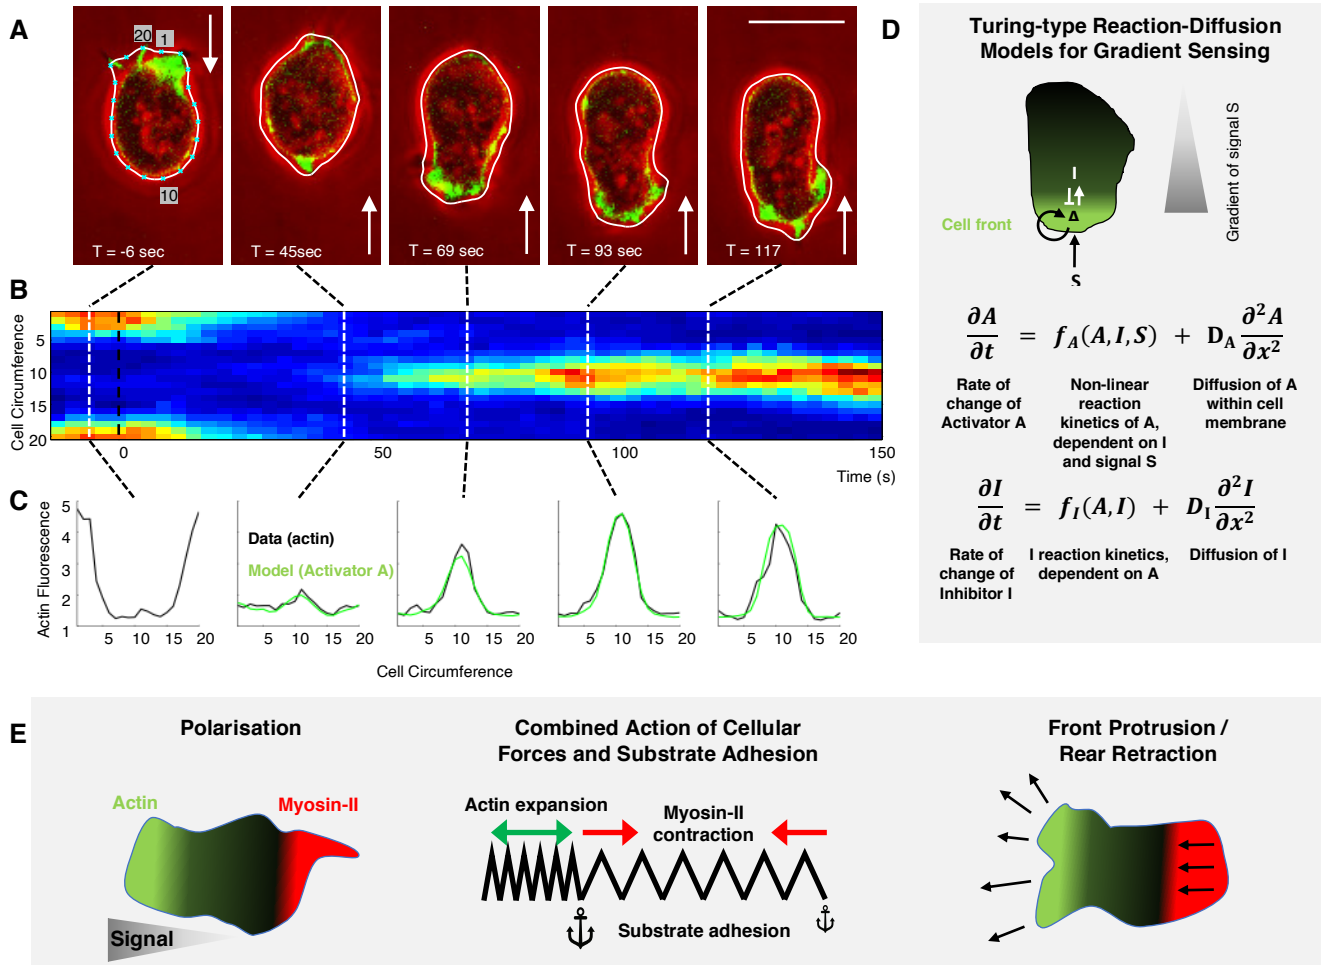 A
20
1
10
T = -6 sec
T = 45sec
T = 69 sec
T = 93 sec
T = 117
B
Cell Circumference
5
10
15
20
0
50
100
150
Time (s)
C
Actin Fluorescence
5
4
3
2
1
Data (actin)
Model (Activator A)
5 10 15 20
5 10 15 20
5 10 15 20
5 10 15 20
5 10 15 20
Cell Circumference
D
Turing-type Reaction-Diffusion
Models for Gradient Sensing
I
A
Cell front
S
Gradient of signal S
∂A/∂t = f_A(A, I, S) + D_A ∂²A/∂x²
Rate of
change of
Activator A
Non-linear
reaction
kinetics of A,
dependent on I
and signal S
Diffusion of A
within cell
membrane
∂I/∂t = f_I(A, I) + D_I ∂²I/∂x²
Rate of
change of
Inhibitor I
I reaction kinetics,
dependent on A
Diffusion of I
E
Polarisation
Actin
Myosin-II
Signal
Combined Action of Cellular
Forces and Substrate Adhesion
Actin expansion
Myosin-II
contraction
Substrate adhesion
Front Protrusion /
Rear Retraction